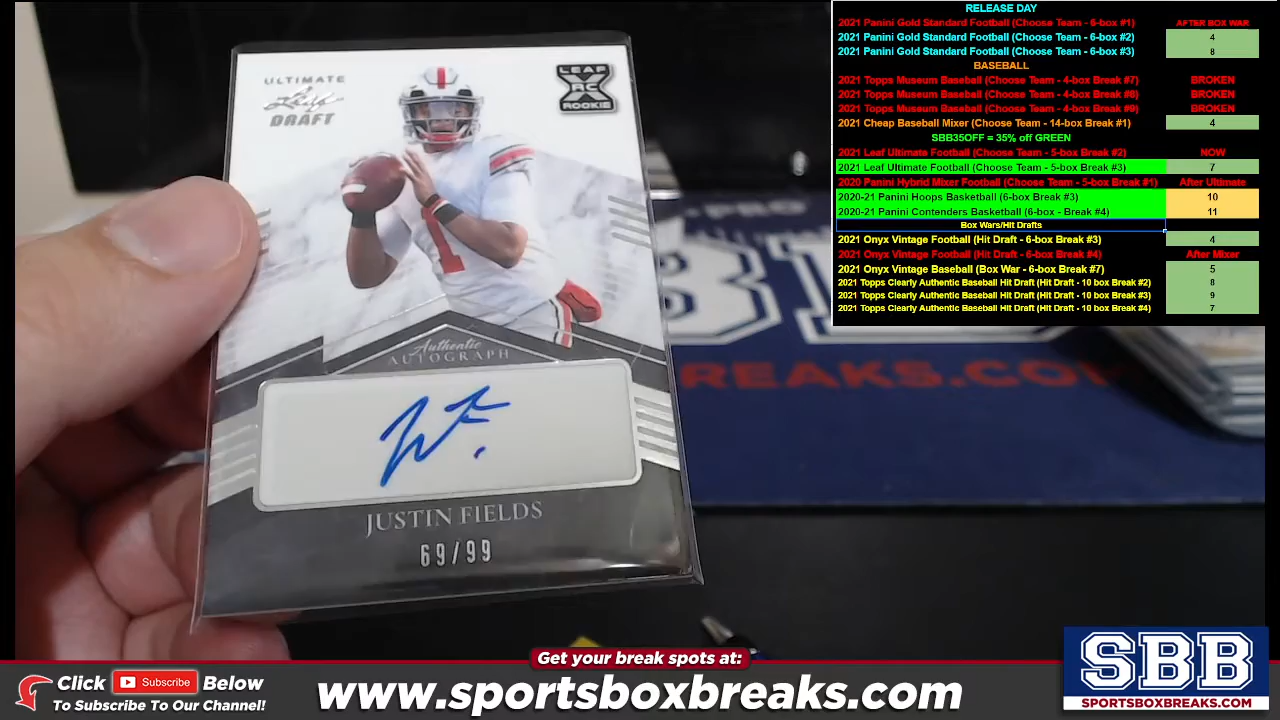 ULTIMATE
Leaf
DRAFT
LEAF
RC
ROOKIE
1
Authentic
AUTOGRAPH
JUSTIN FIELDS
69/99
RELEASE DAY
2021 Panini Gold Standard Football (Choose Team - 6-box #1) AFTER BOX WAR
2021 Panini Gold Standard Football (Choose Team - 6-box #2) 4
2021 Panini Gold Standard Football (Choose Team - 6-box #3) 8
BASEBALL
2021 Topps Museum Baseball (Choose Team - 4-box Break #7) BROKEN
2021 Topps Museum Baseball (Choose Team - 4-box Break #8) BROKEN
2021 Topps Museum Baseball (Choose Team - 4-box Break #9) BROKEN
2021 Cheap Baseball Mixer (Choose Team - 14-box Break #1) 4
SBB35OFF = 35% off GREEN
2021 Leaf Ultimate Football (Choose Team - 5-box Break #2) NOW
2021 Leaf Ultimate Football (Choose Team - 5-box Break #3) 7
2020 Panini Hybrid Mixer Football (Choose Team - 5-box Break #1) After Ultimate
2020-21 Panini Hoops Basketball (6-box Break #3) 10
2020-21 Panini Contenders Basketball (6-box - Break #4) 11
Box Wars/Hit Drafts
2021 Onyx Vintage Football (Hit Draft - 6-box Break #3) 4
2021 Onyx Vintage Football (Hit Draft - 6-box Break #4) After Mixer
2021 Onyx Vintage Baseball (Box War - 6-box Break #7) 5
2021 Topps Clearly Authentic Baseball Hit Draft (Hit Draft - 10 box Break #2) 8
2021 Topps Clearly Authentic Baseball Hit Draft (Hit Draft - 10 box Break #3) 9
2021 Topps Clearly Authentic Baseball Hit Draft (Hit Draft - 10 box Break #4) 7
REAKS.COM
Get your break spots at:
Click Subscribe Below
To Subscribe To Our Channel!
www.sportsboxbreaks.com
SBB
SPORTSBOXBREAKS.COM